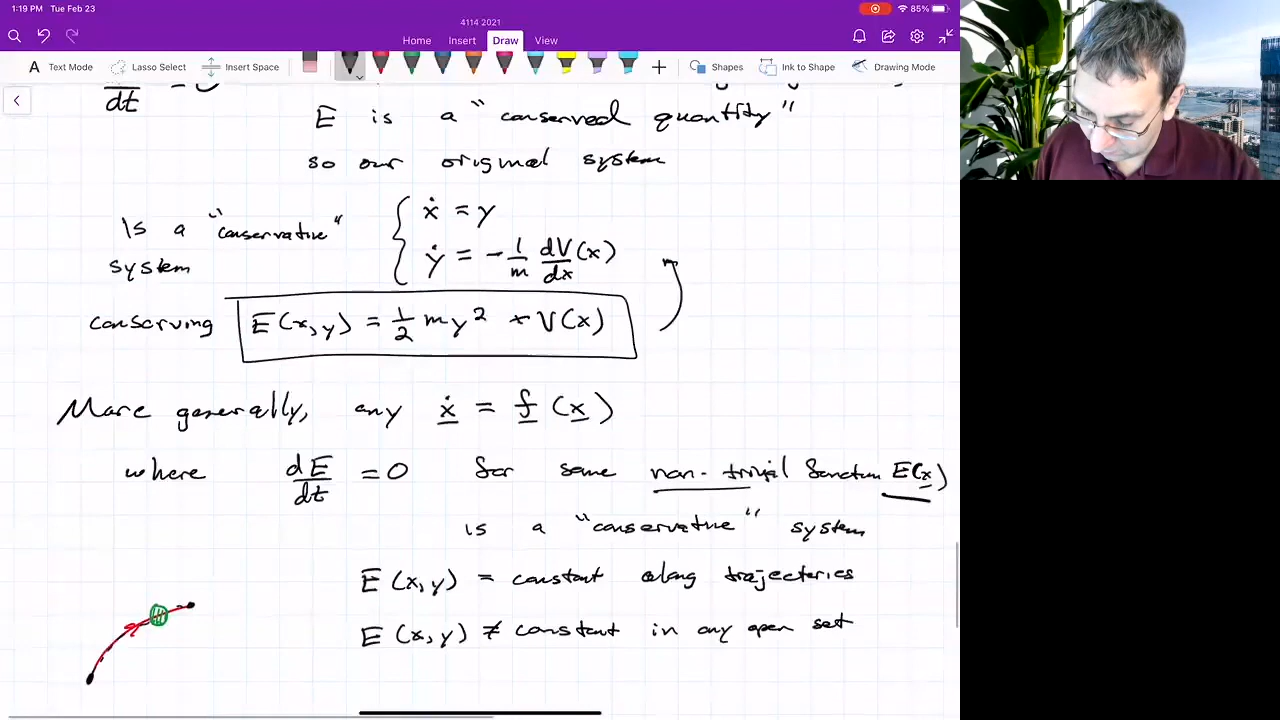 1:19 PM Tue Feb 23
85%
4114 2021
Home Insert Draw View
Text Mode Lasso Select Insert Space Shapes Ink to Shape Drawing Mode
dt = 0
E is a "conserved quantity"
so our original system
is a "conservative" system
{ ẋ = y
ẏ = -1/m dV/dx (x)
conserving E(x,y) = 1/2 my² + V(x)
More generally, any ẋ = f(x)
where dE/dt = 0 for some non-trivial function E(x)
is a "conservative" system
E(x,y) = constant along trajectories
E(x,y) ≠ constant in any open set